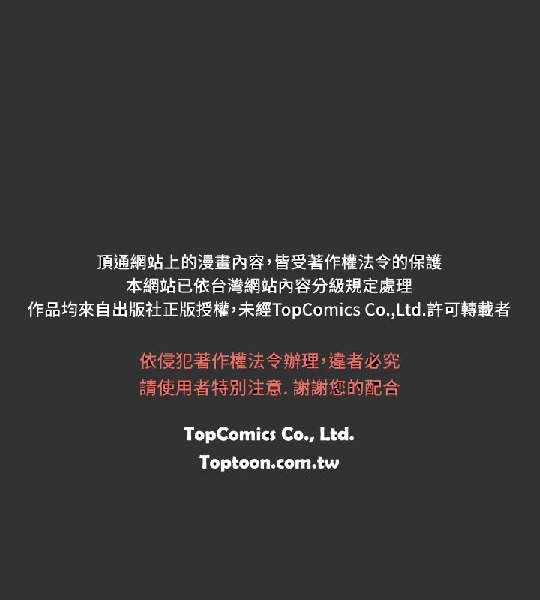 頂通網站上的漫畫內容,皆受著作權法令的保護
本網站已依台灣網站內容分級規定處理
作品均來自出版社正版授權,未經TopComics Co.,Ltd.許可轉載者
依侵犯著作權法令辦理,違者必究
請使用者特別注意. 謝謝您的配合
TopComics Co., Ltd.
Toptoon.com.tw